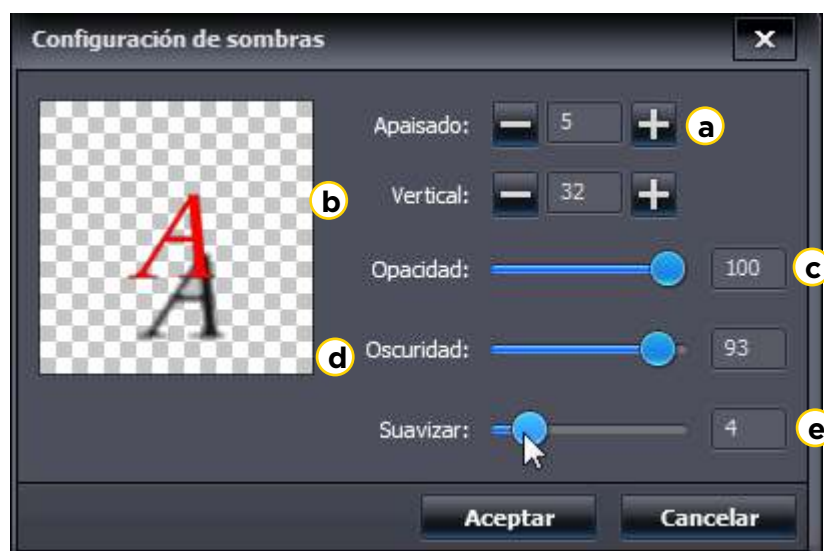 Configuración de sombras
Apaisado: 5 a
b Vertical: 32
Opacidad: 100 c
A
A
d Oscuridad: 93
Suavizar: 4 e
Aceptar Cancelar